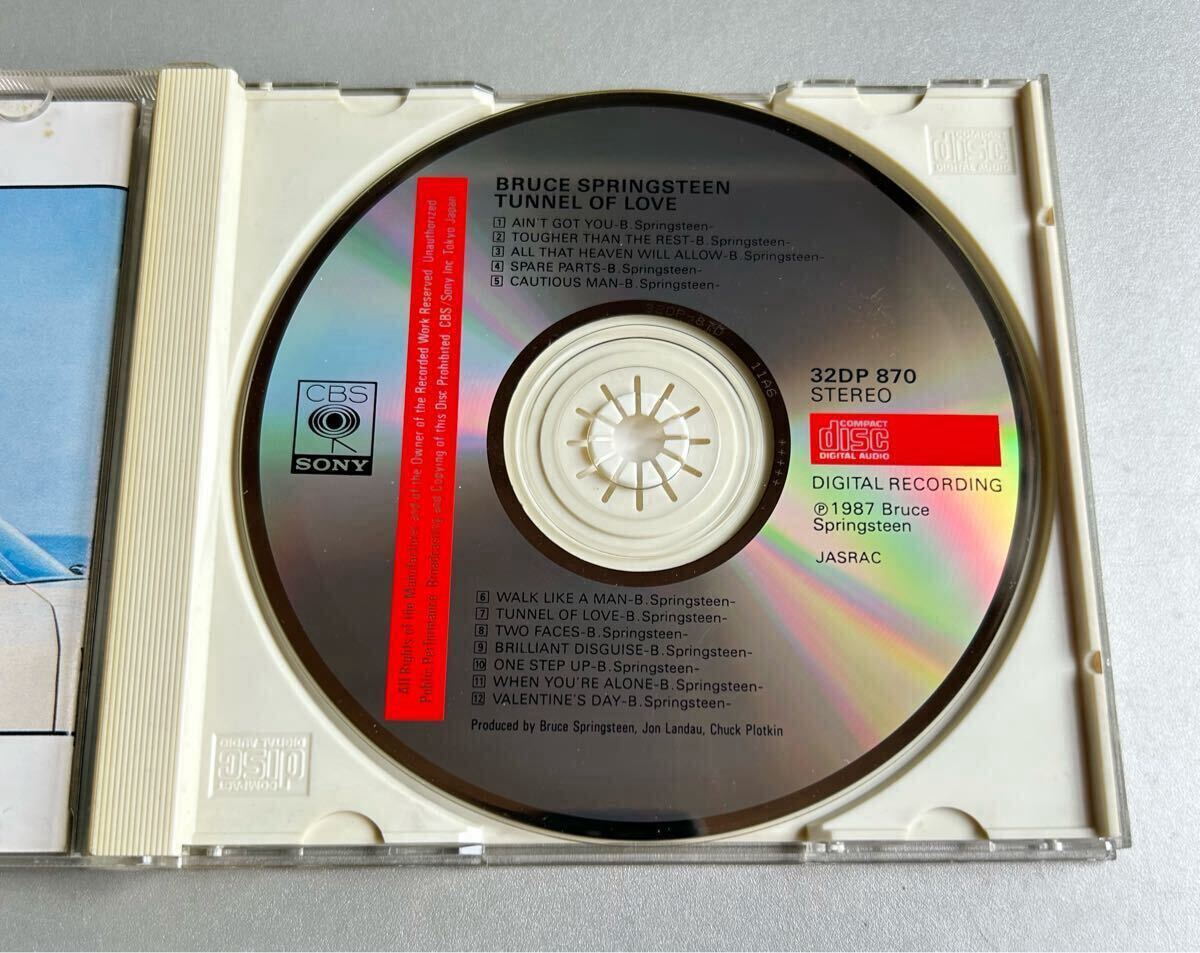 BRUCE SPRINGSTEEN
TUNNEL OF LOVE
1 AIN'T GOT YOU-B.Springsteen-
2 TOUGHER THAN THE REST-B.Springsteen-
3 ALL THAT HEAVEN WILL ALLOW-B.Springsteen-
4 SPARE PARTS-B.Springsteen-
5 CAUTIOUS MAN-B.Springsteen-
All Rights of the Manufacturer and of the Owner of the Recorded Work Reserved Unauthorized
Public Performance Broadcasting and Copying of this Disc Prohibited CBS/Sony Inc Tokyo Japan
CBS
SONY
32DP-870
11A6
+++++
32DP 870
STEREO
COMPACT
disc
DIGITAL AUDIO
DIGITAL RECORDING
Ⓟ1987 Bruce
Springsteen
JASRAC
6 WALK LIKE A MAN-B.Springsteen-
7 TUNNEL OF LOVE-B.Springsteen-
8 TWO FACES-B.Springsteen-
9 BRILLIANT DISGUISE-B.Springsteen-
10 ONE STEP UP-B.Springsteen-
11 WHEN YOU'RE ALONE-B.Springsteen-
12 VALENTINE'S DAY-B.Springsteen-
Produced by Bruce Springsteen, Jon Landau, Chuck Plotkin
COMPACT
disc
DIGITAL AUDIO
COMPACT
disc
DIGITAL AUDIO